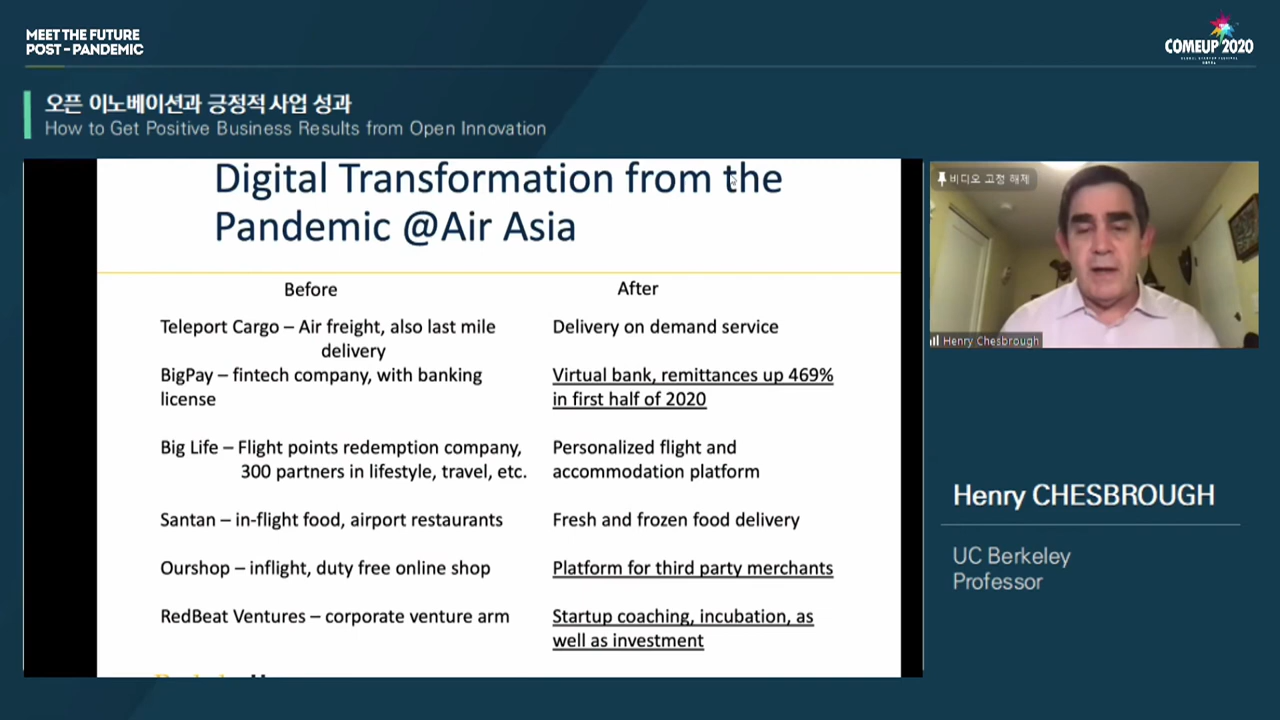 MEET THE FUTURE
POST - PANDEMIC
COMEUP 2020
오픈 이노베이션과 긍정적 사업 성과
How to Get Positive Business Results from Open Innovation
Digital Transformation from the
Pandemic @Air Asia
Before
After
Teleport Cargo – Air freight, also last mile
delivery
Delivery on demand service
BigPay – fintech company, with banking
license
Virtual bank, remittances up 469%
in first half of 2020
Big Life – Flight points redemption company,
300 partners in lifestyle, travel, etc.
Personalized flight and
accommodation platform
Santan – in-flight food, airport restaurants
Fresh and frozen food delivery
Ourshop – inflight, duty free online shop
Platform for third party merchants
RedBeat Ventures – corporate venture arm
Startup coaching, incubation, as
well as investment
비디오 고정 해제
Henry Chesbrough
Henry CHESBROUGH
UC Berkeley
Professor